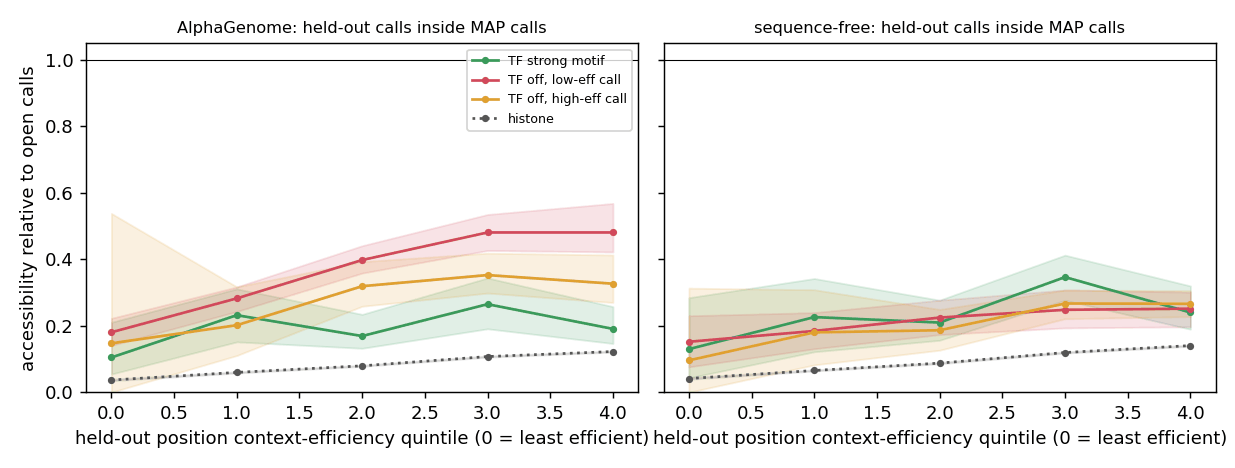 AlphaGenome: held-out calls inside MAP calls
sequence-free: held-out calls inside MAP calls
accessibility relative to open calls
1.0
0.8
0.6
0.4
0.2
0.0
TF strong motif
TF off, low-eff call
TF off, high-eff call
histone
0.0 0.5 1.0 1.5 2.0 2.5 3.0 3.5 4.0
0.0 0.5 1.0 1.5 2.0 2.5 3.0 3.5 4.0
held-out position context-efficiency quintile (0 = least efficient)
held-out position context-efficiency quintile (0 = least efficient)